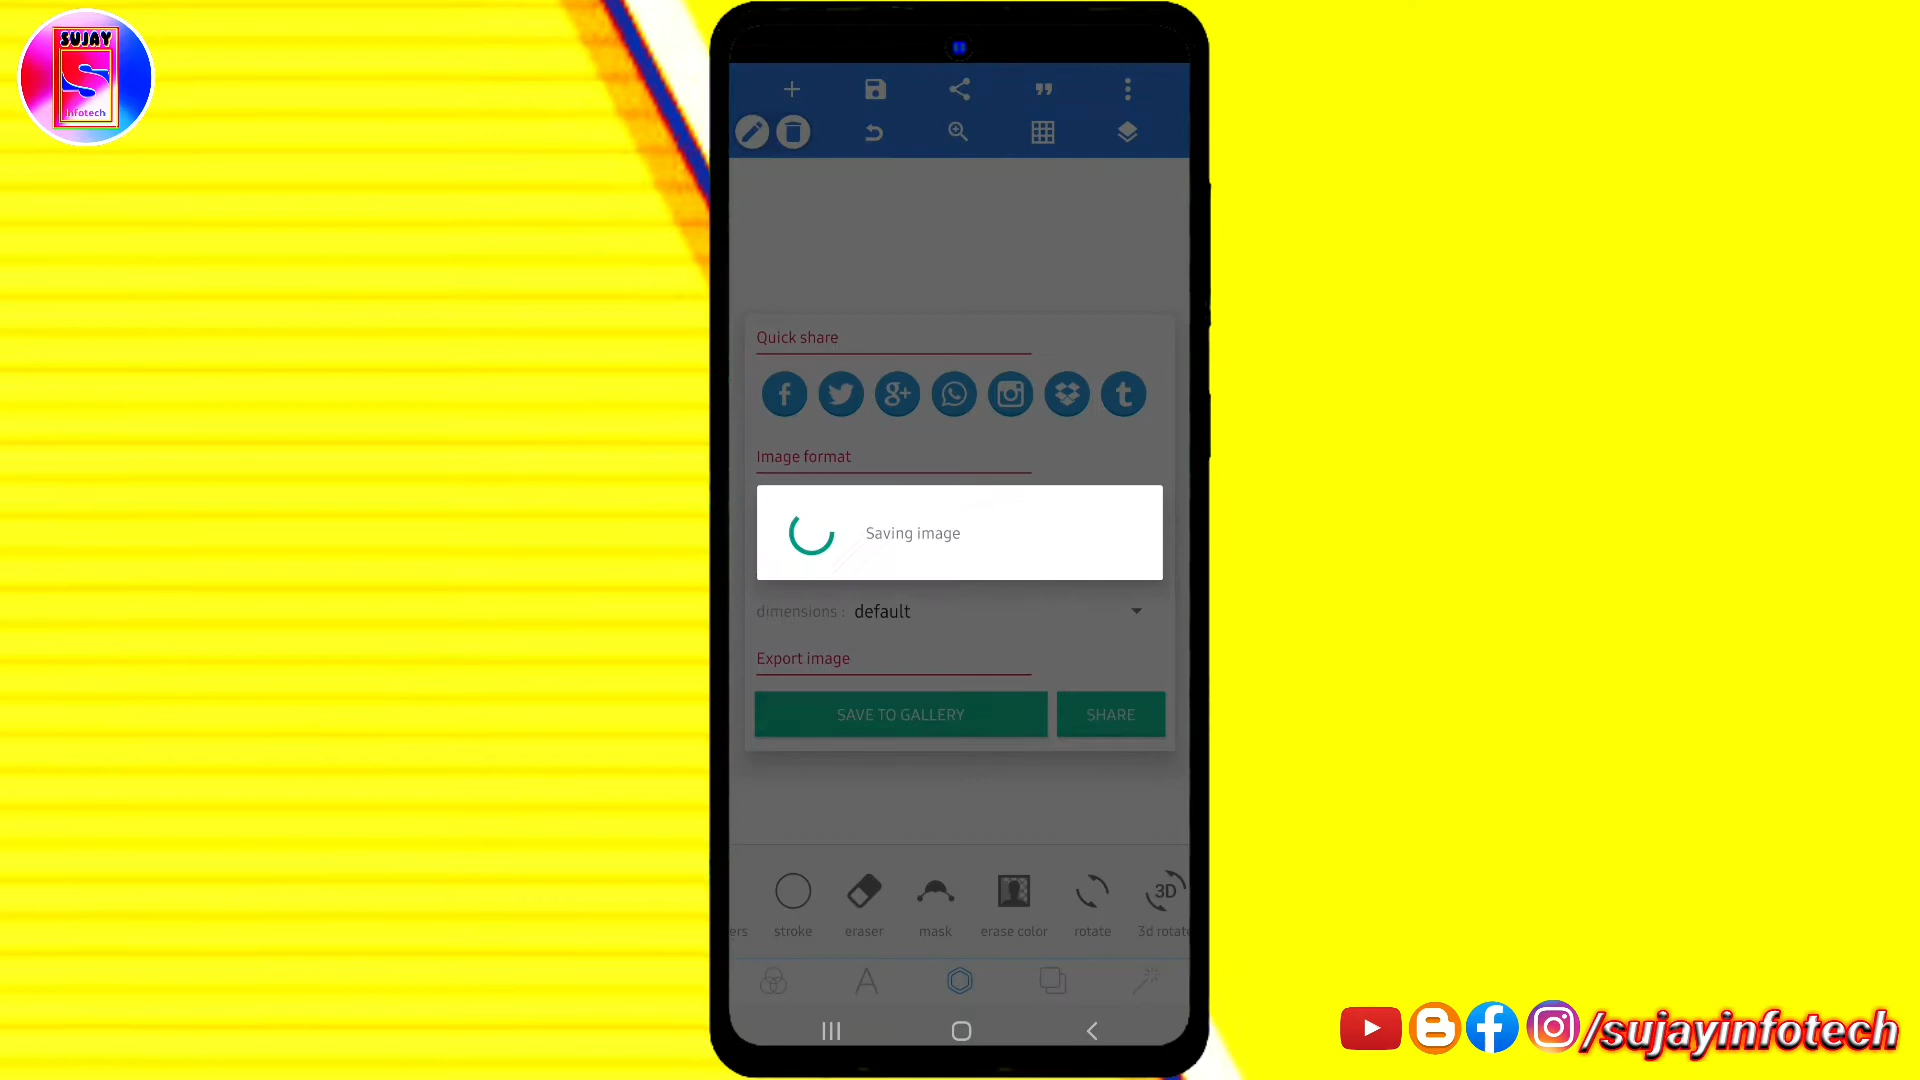 SUJAY
S
infotech
Quick share
Image format
Saving image
dimensions : default
Export image
SAVE TO GALLERY
SHARE
ers
stroke
eraser
mask
erase color
rotate
3D
3d rotate
/sujayinfotech